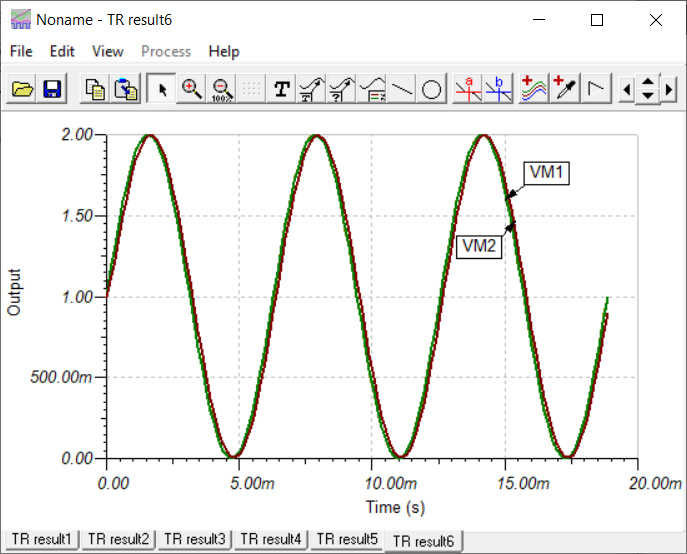 Noname - TR result6
File Edit View Process Help
100%
T
T
?
a
b
2.00
VM1
1.50
VM2
Output
1.00
500.00m
0.00
0.00 5.00m 10.00m 15.00m 20.00m
Time (s)
TR result1 TR result2 TR result3 TR result4 TR result5 TR result6